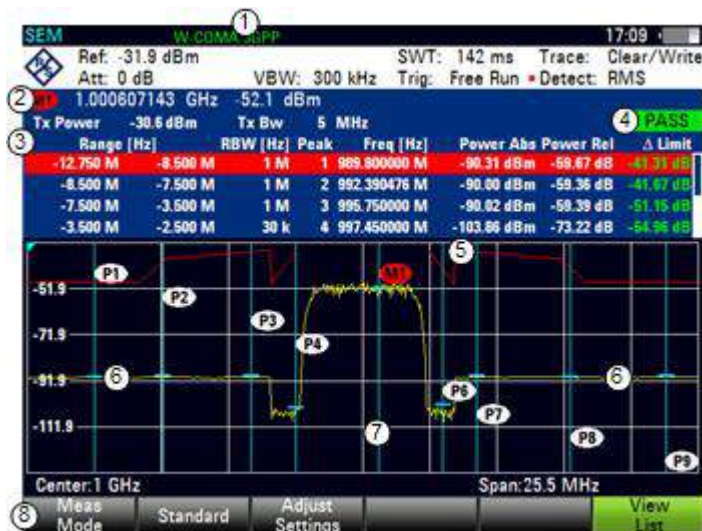 1
SEM W-CDMA 3GPP 17:09
Ref: -31.9 dBm SWT: 142 ms Trace: Clear/Write
Att: 0 dB VBW: 300 kHz Trig: Free Run Detect: RMS
2 M1 1.000607143 GHz -52.1 dBm
Tx Power -30.6 dBm Tx Bw 5 MHz 4 PASS
3 Range [Hz] RBW [Hz] Peak Freq [Hz] Power Abs Power Rel Δ Limit
-12.750 M -8.500 M 1 M 1 989.800000 M -90.31 dBm -59.67 dB -41.31 dB
-8.500 M -7.500 M 1 M 2 992.390476 M -90.00 dBm -59.36 dB -41.67 dB
-7.500 M -3.500 M 1 M 3 995.750000 M -90.02 dBm -59.39 dB -51.15 dB
-3.500 M -2.500 M 30 k 4 997.450000 M -103.86 dBm -73.22 dB -54.96 dB
5
P1 M1
-51.9
P2
P3
-71.9
P4
6 6
-91.9
P6
P7
-111.9
7
P8
P9
Center:1 GHz Span:25.5 MHz
8 Meas Mode Standard Adjust Settings View List